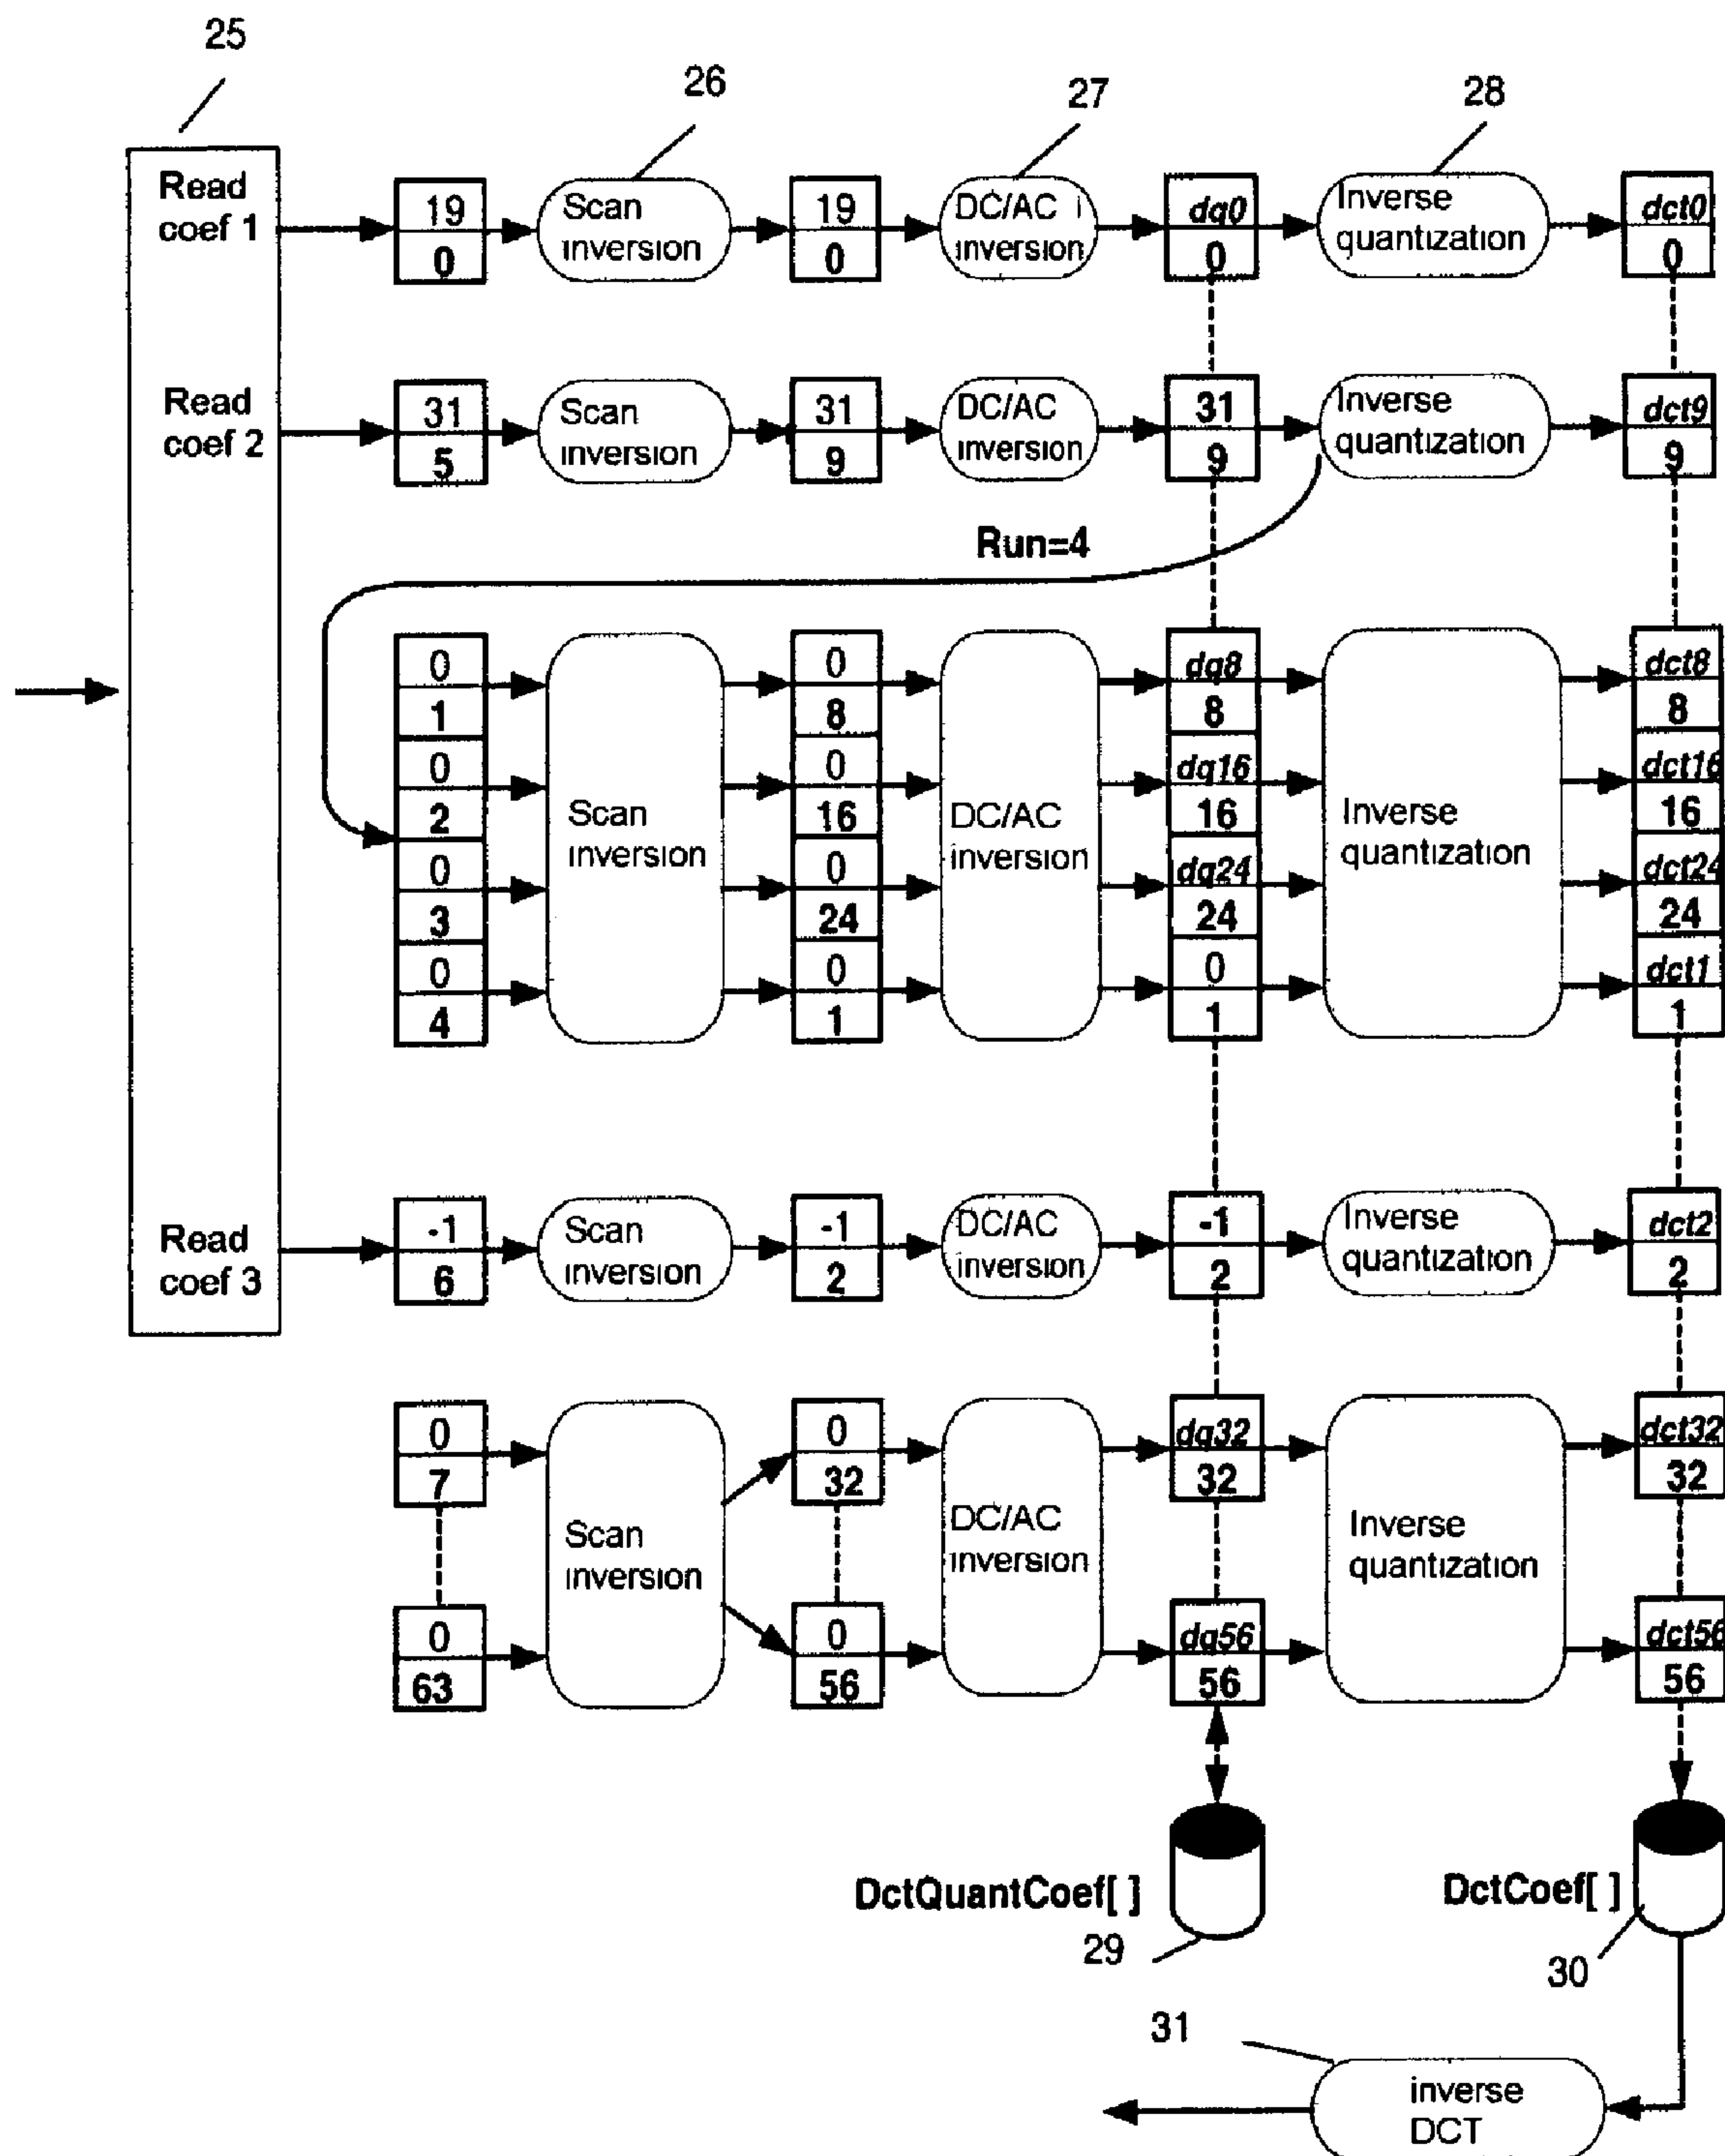 25
26
27
28
Read
coef 1
19
0
Scan
inversion
19
0
DC/AC
inversion
dq0
0
Inverse
quantization
dct0
0
Read
coef 2
31
5
Scan
inversion
31
9
DC/AC
inversion
31
9
Inverse
quantization
dct9
9
Run=4
0
1
0
2
0
3
0
4
Scan
inversion
0
8
0
16
0
24
0
1
DC/AC
inversion
dq8
8
dq16
16
dq24
24
0
1
Inverse
quantization
dct8
8
dct16
16
dct24
24
dct1
1
Read
coef 3
-1
6
Scan
inversion
-1
2
DC/AC
inversion
-1
2
Inverse
quantization
dct2
2
0
7
0
63
Scan
inversion
0
32
0
56
DC/AC
inversion
dq32
32
dq56
56
Inverse
quantization
dct32
32
dct56
56
DctQuantCoef[ ]
29
DctCoef[ ]
30
31
inverse
DCT